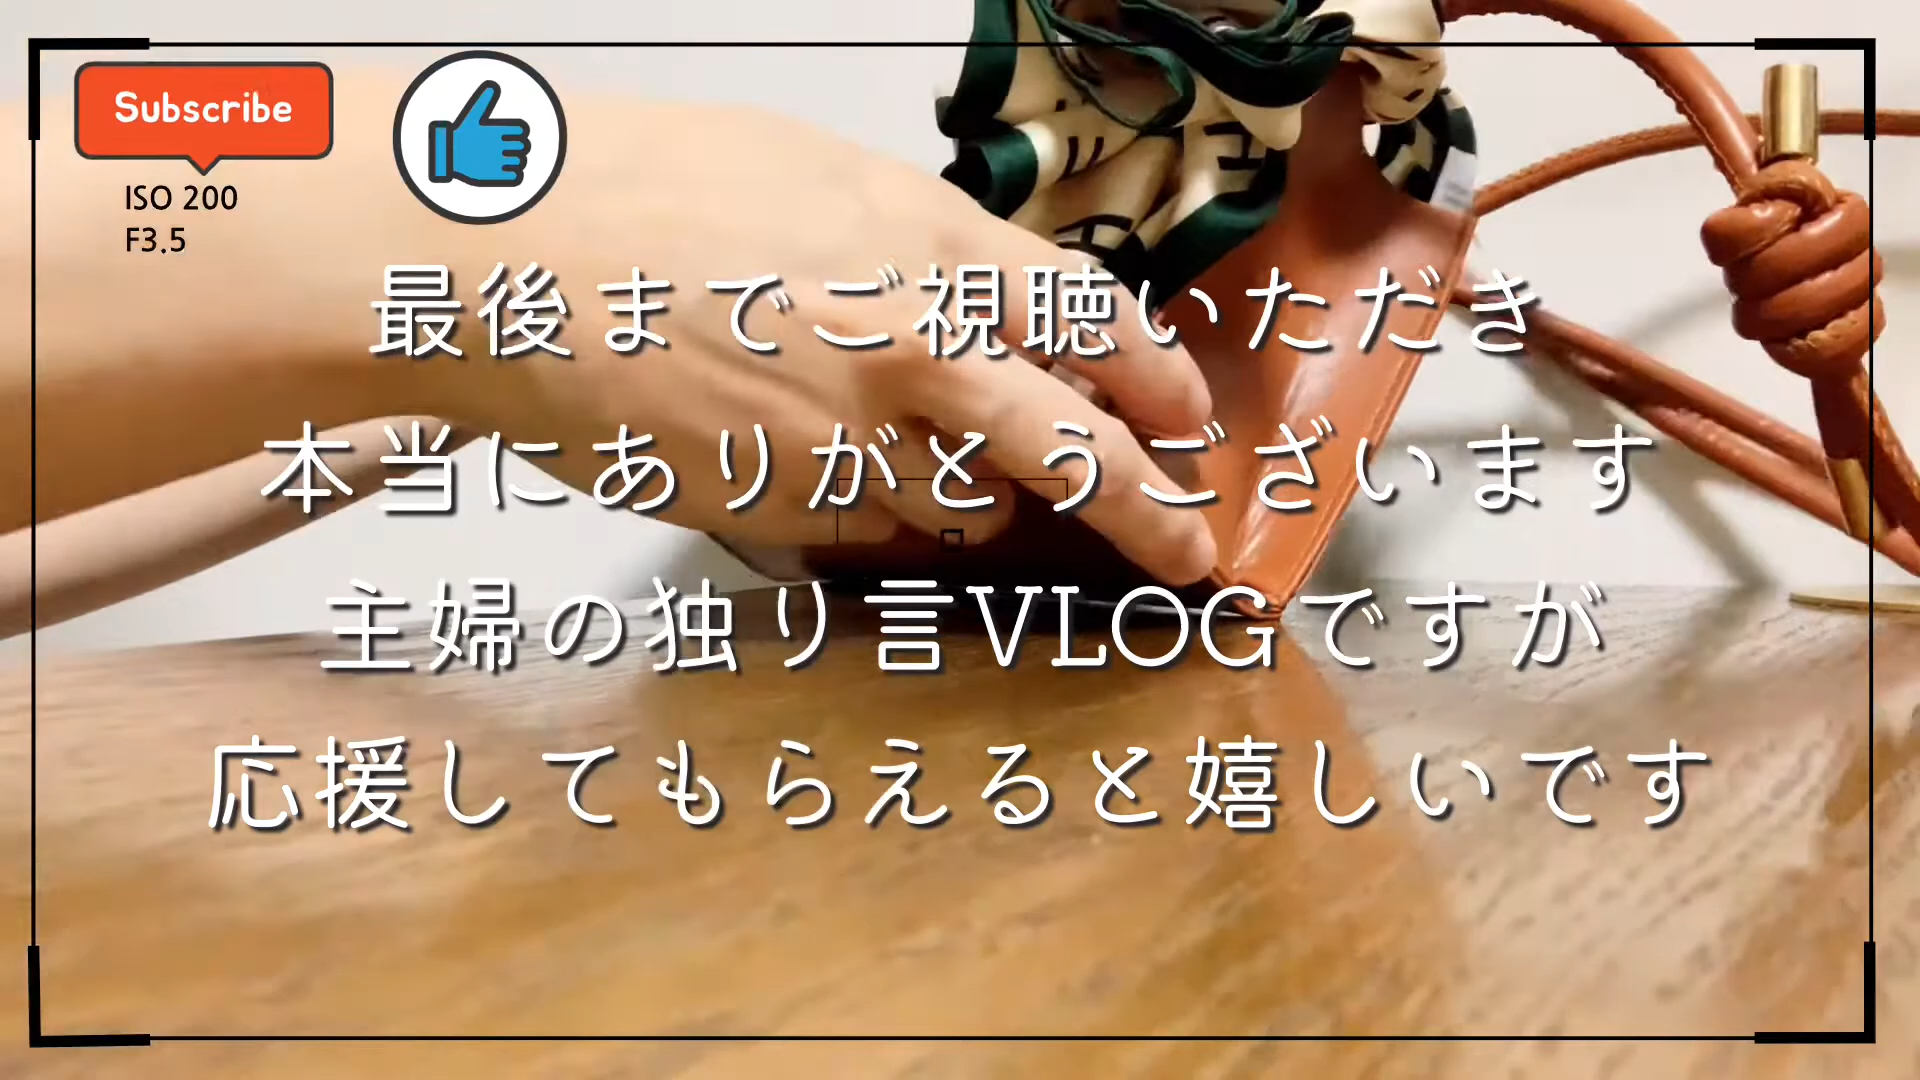 Subscribe
ISO 200
F3.5
最後までご視聴いただき
本当にありがとうございます
主婦の独り言VLOGですが
応援してもらえると嬉しいです